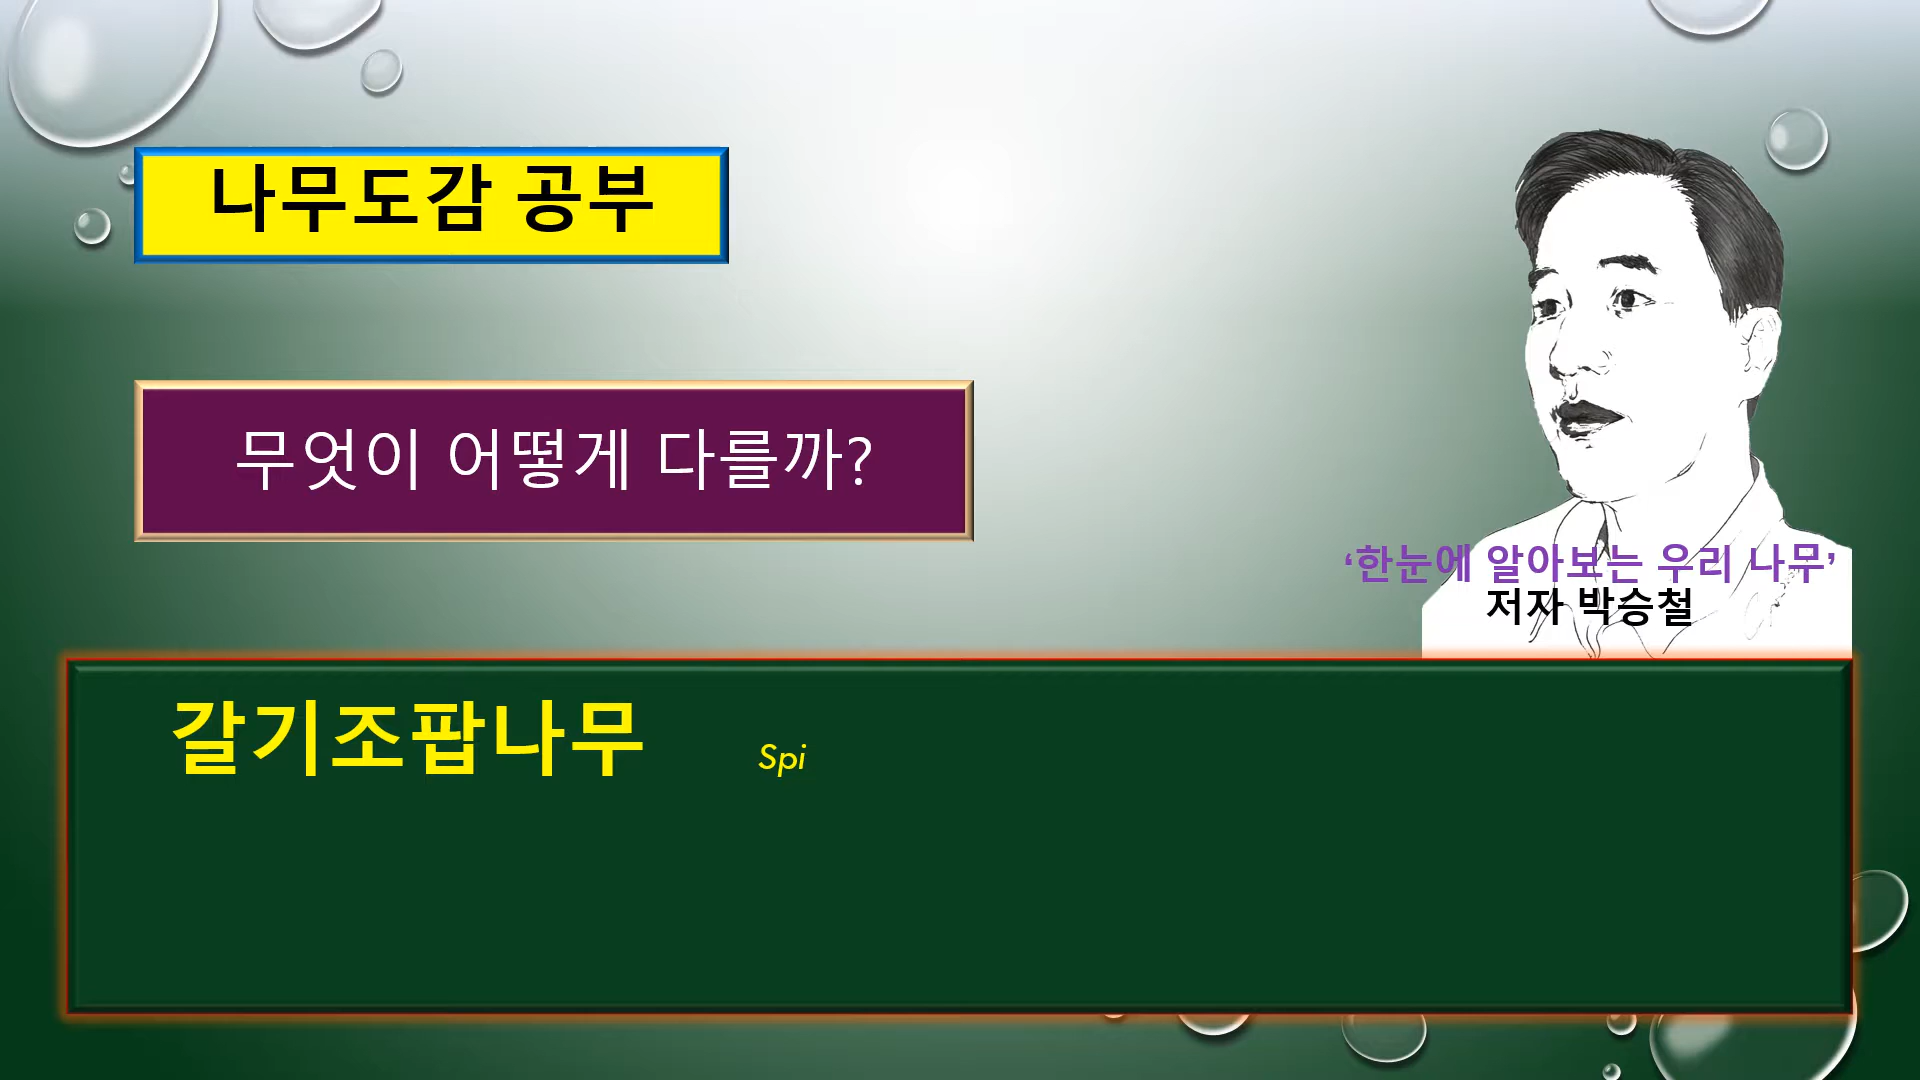 나무도감 공부
무엇이 어떻게 다를까?
‘한눈에 알아보는 우리 나무’
저자 박승철
갈기조팝나무 Spi